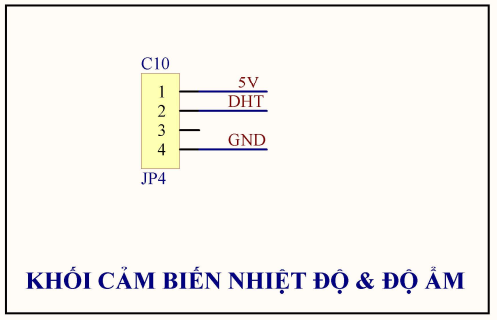 C10
1 5V
2 DHT
3
4 GND
JP4
KHỐI CẢM BIẾN NHIỆT ĐỘ & ĐỘ ẨM